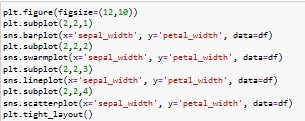 plt.figure(figsize=(12,10))
plt.subplot(2,2,1)
sns.barplot(x='sepal_width', y='petal_width', data=df)
plt.subplot(2,2,2)
sns.swarmplot(x='sepal_width', y='petal_width', data=df)
plt.subplot(2,2,3)
sns.lineplot(x='sepal_width', y='petal_width', data=df)
plt.subplot(2,2,4)
sns.scatterplot(x='sepal_width', y='petal_width', data=df)
plt.tight_layout()